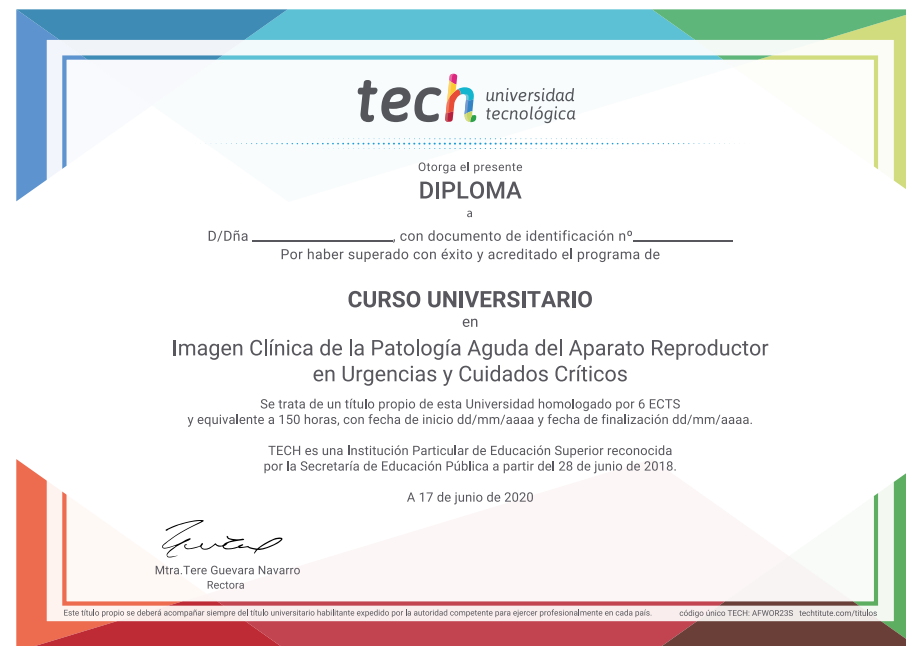 tech universidad
tecnológica
Otorga el presente
DIPLOMA
a
D/Dña ____________________, con documento de identificación nº______________
Por haber superado con éxito y acreditado el programa de
CURSO UNIVERSITARIO
en
Imagen Clínica de la Patología Aguda del Aparato Reproductor
en Urgencias y Cuidados Críticos
Se trata de un título propio de esta Universidad homologado por 6 ECTS
y equivalente a 150 horas, con fecha de inicio dd/mm/aaaa y fecha de finalización dd/mm/aaaa.
TECH es una Institución Particular de Educación Superior reconocida
por la Secretaría de Educación Pública a partir del 28 de junio de 2018.
A 17 de junio de 2020
Mtra.Tere Guevara Navarro
Rectora
Este título propio se deberá acompañar siempre del título universitario habilitante expedido por la autoridad competente para ejercer profesionalmente en cada país. código único TECH: AFWOR23S techtitute.com/titulos